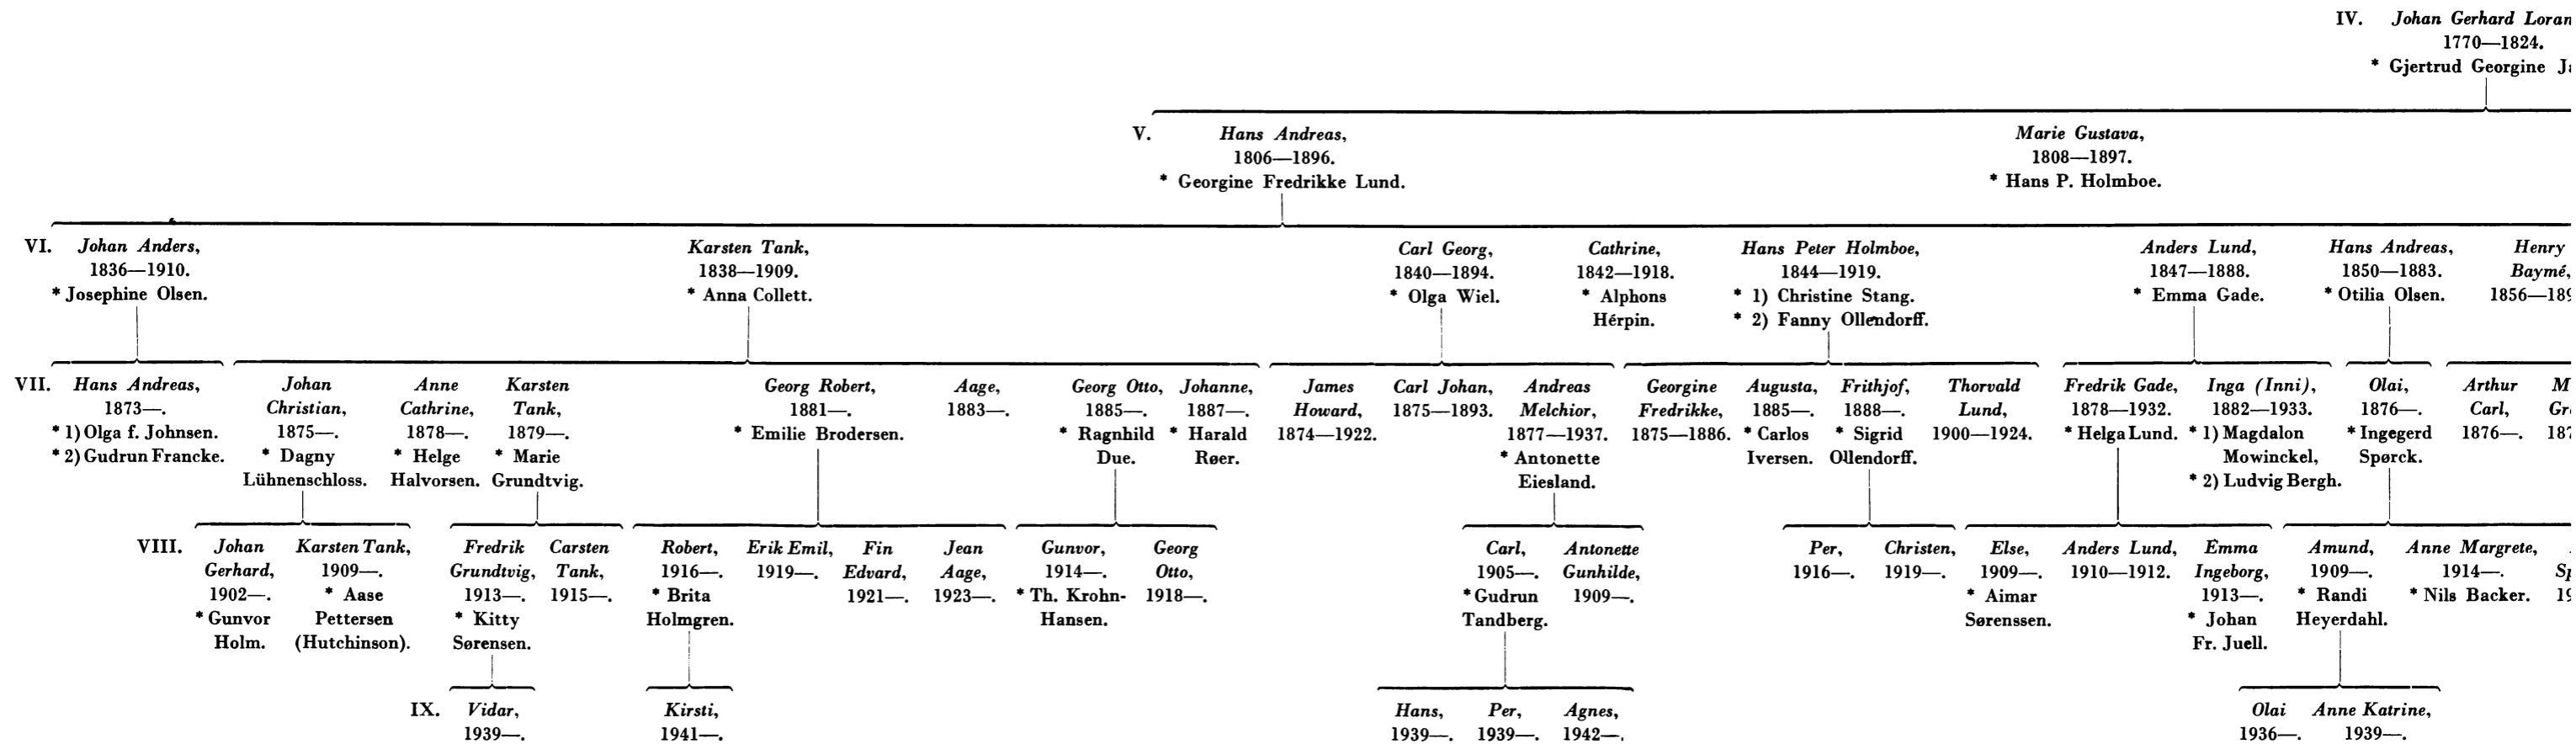 IV. Johan Gerhard Loran
1770—1824.
* Gjertrud Georgine
V. Hans Andreas,
1806—1896.
* Georgine Fredrikke Lund.
Marie Gustava,
1808—1897.
* Hans P. Holmboe.
VI. Johan Anders,
1836—1910.
* Josephine Olsen.
Karsten Tank,
1838—1909.
* Anna Collett.
Carl Georg,
1840—1894.
* Olga Wiel.
Cathrine,
1842—1918.
* Alphons
Hérpin.
Hans Peter Holmboe,
1844—1919.
* 1) Christine Stang.
* 2) Fanny Ollendorff.
Anders Lund,
1847—1888.
* Emma Gade.
Hans Andreas,
1850—1883.
* Otilia Olsen.
Henry
Baymé,
1856—189
VII. Hans Andreas,
1873—.
* 1) Olga f. Johnsen.
* 2) Gudrun Francke.
Johan
Christian,
1875—.
* Dagny
Lühnenschloss.
Anne
Cathrine,
1878—.
* Helge
Halvorsen.
Karsten
Tank,
1879—.
* Marie
Grundtvig.
Georg Robert,
1881—.
* Emilie Brodersen.
Aage,
1883—.
Georg Otto,
1885—.
* Ragnhild
Due.
Johanne,
1887—.
* Harald
Røer.
James
Howard,
1874—1922.
Carl Johan,
1875—1893.
Andreas
Melchior,
1877—1937.
* Antonette
Eiesland.
Georgine
Fredrikke,
1875—1886.
Augusta,
1885—.
* Carlos
Iversen.
Frithjof,
1888—.
* Sigrid
Ollendorff.
Thorvald
Lund,
1900—1924.
Fredrik Gade,
1878—1932.
* Helga Lund.
Inga (Inni),
1882—1933.
* 1) Magdalon
Mowinckel,
* 2) Ludvig Bergh.
Olai,
1876—.
* Ingegerd
Spørck.
Arthur
Carl,
1876—.
M
Gr
187
VIII. Johan
Gerhard,
1902—.
* Gunvor
Holm.
Karsten Tank,
1909—.
* Aase
Pettersen
(Hutchinson).
Fredrik
Grundtvig,
1913—.
* Kitty
Sørensen.
Carsten
Tank,
1915—.
Robert,
1916—.
* Brita
Holmgren.
Erik Emil,
1919—.
Fin
Edvard,
1921—.
Jean
Aage,
1923—.
Gunvor,
1914—.
* Th. Krohn-
Hansen.
Georg
Otto,
1918—.
Carl,
1905—.
* Gudrun
Tandberg.
Antonette
Gunhilde,
1909—.
Per,
1916—.
Christen,
1919—.
Else,
1909—.
* Aimar
Sørenssen.
Anders Lund,
1910—1912.
Emma
Ingeborg,
1913—.
* Johan
Fr. Juell.
Amund,
1909—.
* Randi
Heyerdahl.
Anne Margrete,
1914—.
* Nils Backer.
Sp
19
IX. Vidar,
1939—.
Kirsti,
1941—.
Hans,
1939—.
Per,
1939—.
Agnes,
1942—.
Olai
1936—.
Anne Katrine,
1939—.